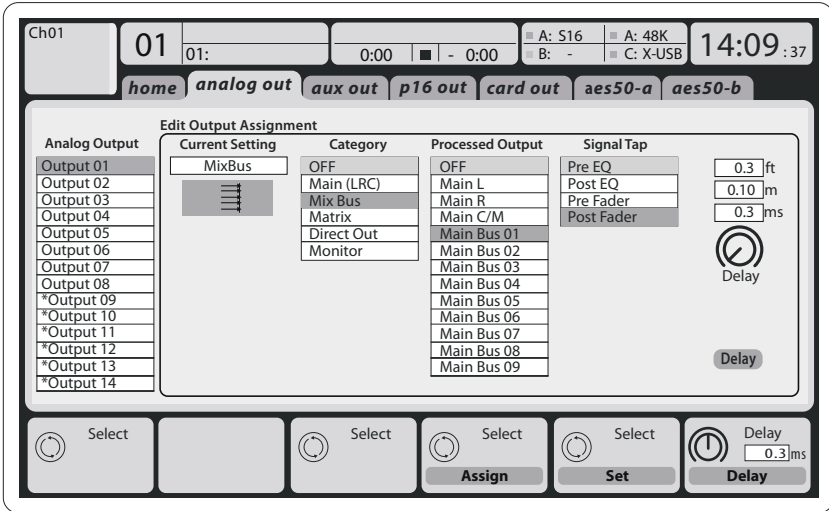 Ch01
01
01:
0:00 - 0:00
A: S16 A: 48K
B: - C: X-USB
14:09 :37
home analog out aux out p16 out card out aes50-a aes50-b
Edit Output Assignment
Analog Output Current Setting Category Processed Output Signal Tap
Output 01 MixBus OFF OFF Pre EQ 0.3 ft
Output 02 Main (LRC) Main L Post EQ 0.10 m
Output 03 Mix Bus Main R Pre Fader
Output 04 Matrix Main C/M Post Fader 0.3 ms
Output 05 Direct Out Main Bus 01
Output 06 Monitor Main Bus 02
Output 07 Main Bus 03
Output 08 Main Bus 04 Delay
*Output 09 Main Bus 05
*Output 10 Main Bus 06
*Output 11 Main Bus 07
*Output 12 Main Bus 08 Delay
*Output 13 Main Bus 09
*Output 14
Select Select Select Select Delay
0.3 ms
Assign Set Delay